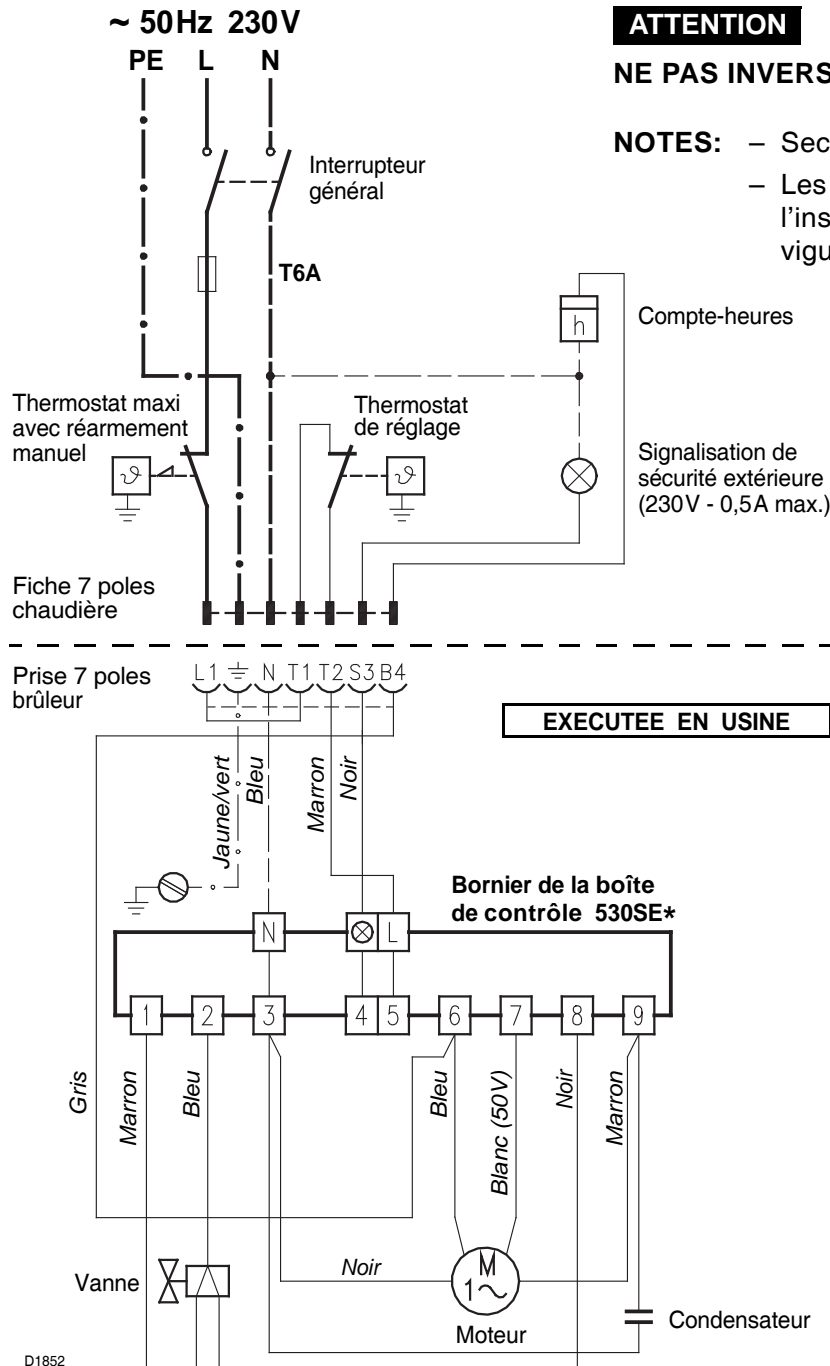 ~ 50Hz 230V
PE L N
ATTENTION
NE PAS INVERS
NOTES: – Sec
– Les
l'ins
vigu
Interrupteur
général
T6A
h
Compte-heures
Thermostat maxi
avec réarmement
manuel
Thermostat
de réglage
ϑ
ϑ
Signalisation de
sécurité extérieure
(230V - 0,5A max.)
Fiche 7 poles
chaudière
Prise 7 poles
brûleur
L1 N T1 T2 S3 B4
EXECUTEE EN USINE
Jaune/vert
Bleu
Marron
Noir
Bornier de la boîte
de contrôle 530SE*
N L
1 2 3 4 5 6 7 8 9
Gris
Marron
Bleu
Bleu
Blanc (50V)
Noir
Marron
Vanne
Noir
M
1~
Moteur
Condensateur
D1852